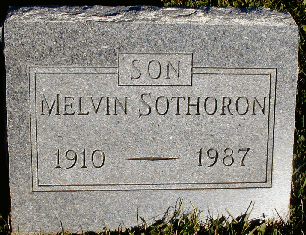 SON
MELVIN SOTHORON
1910 — 1987